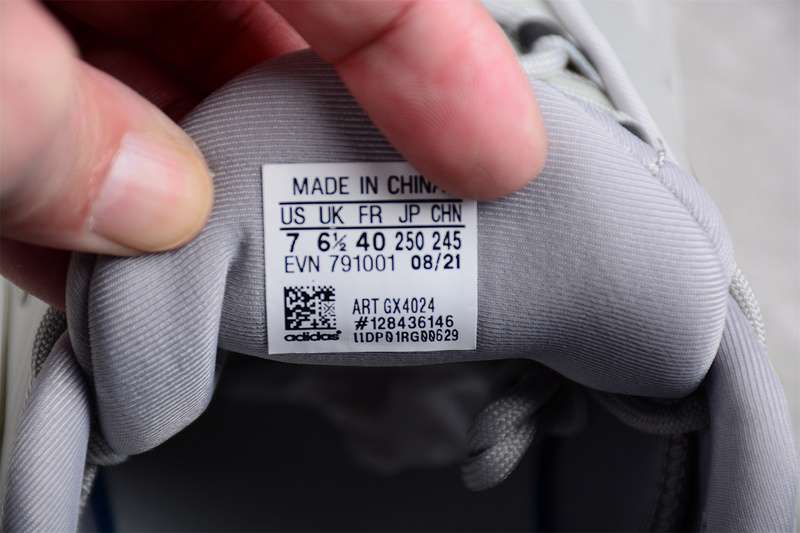 MADE IN CHINA
US UK FR JP CHN
7 6½ 40 250 245
EVN 791001 08/21
ART GX4024
#128436146
adidas
11DP01RG00629